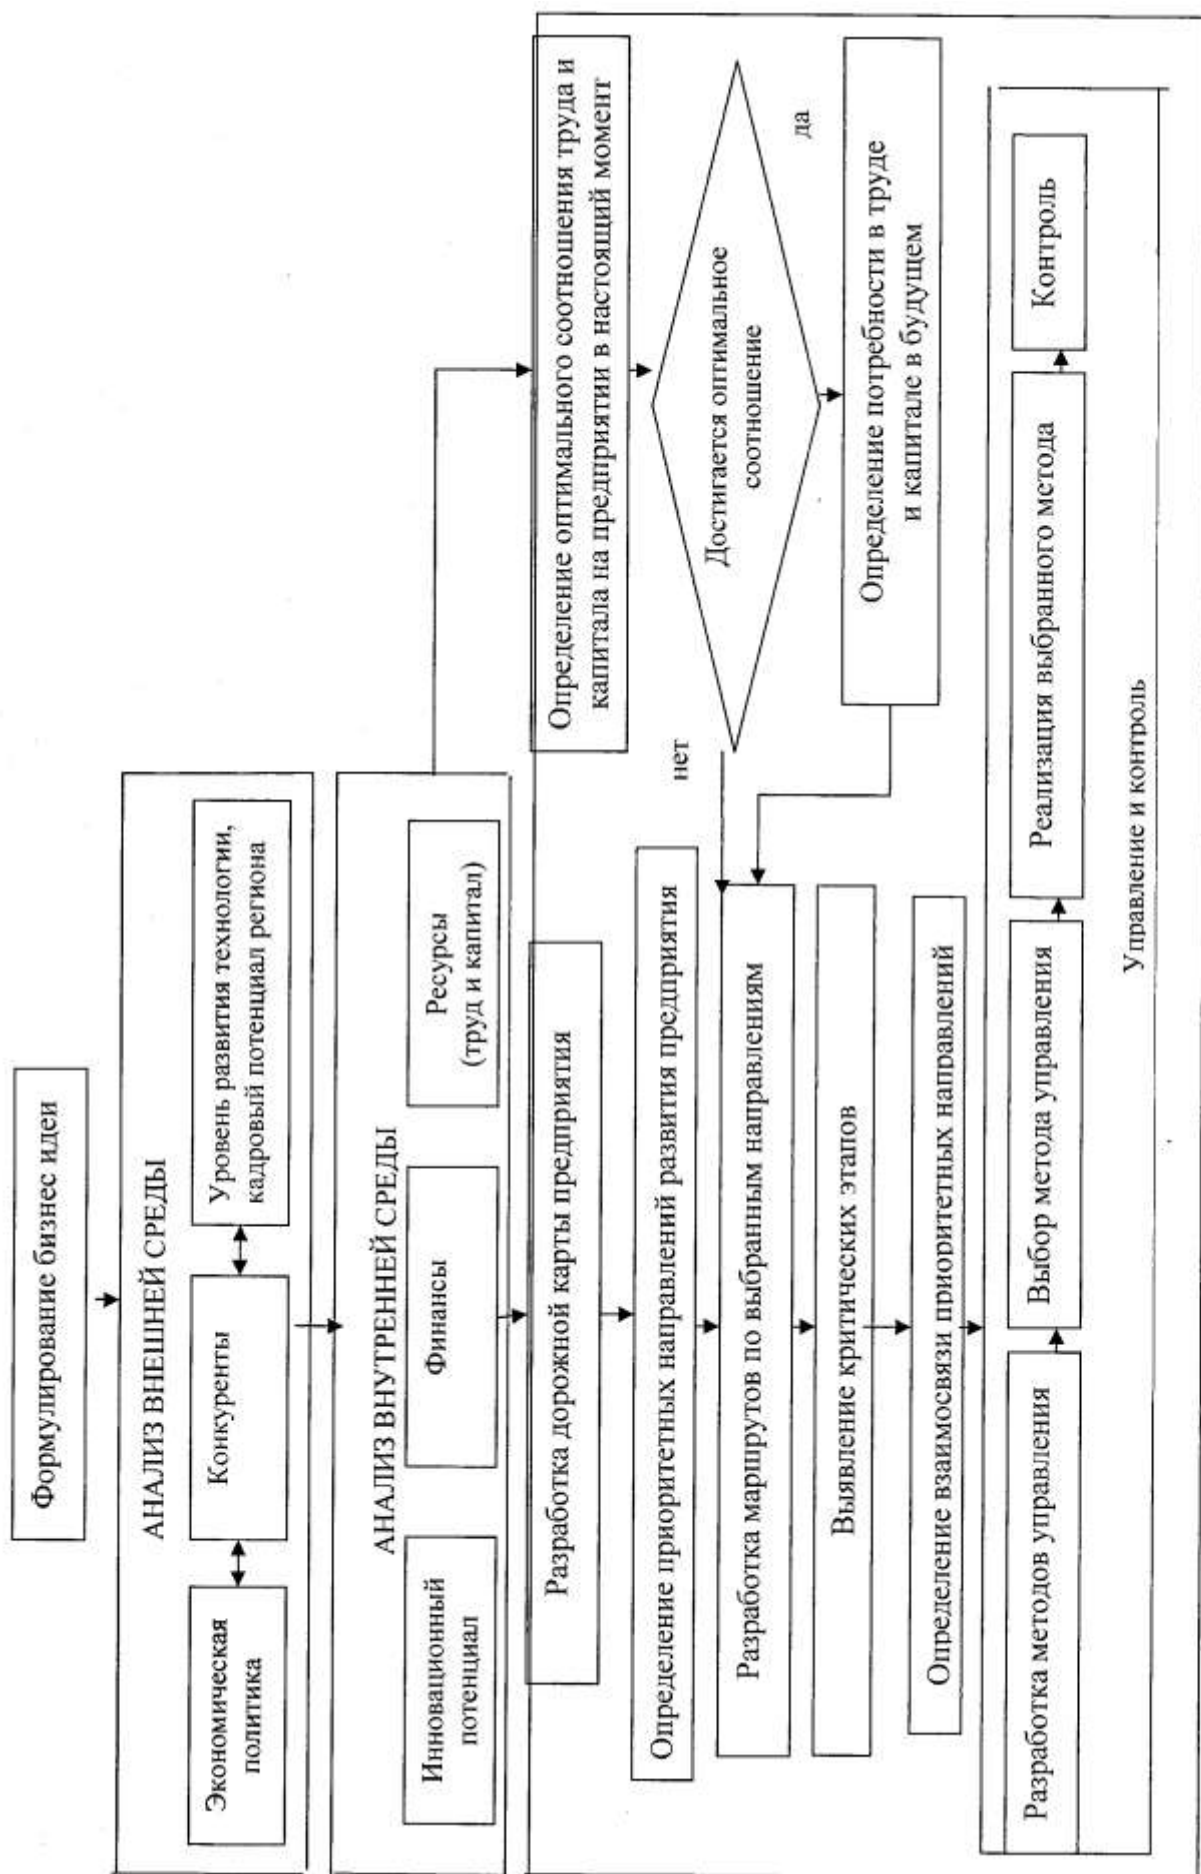 Формулирование бизнес идеи
АНАЛИЗ ВНЕШНЕЙ СРЕДЫ
Экономическая
политика
Конкуренты
Уровень развития технологии,
кадровый потенциал региона
АНАЛИЗ ВНУТРЕННЕЙ СРЕДЫ
Инновационный
потенциал
Финансы
Ресурсы
(труд и капитал)
Разработка дорожной карты предприятия
Определение оптимального соотношения труда и
капитала на предприятии в настоящий момент
Определение приоритетных направлений развития предприятия
нет
Достигается оптимальное
соотношение
да
Разработка маршрутов по выбранным направлениям
Выявление критических этапов
Определение потребности в труде
и капитале в будущем
Определение взаимосвязи приоритетных направлений
Разработка методов управления
Выбор метода управления
Реализация выбранного метода
Контроль
Управление и контроль